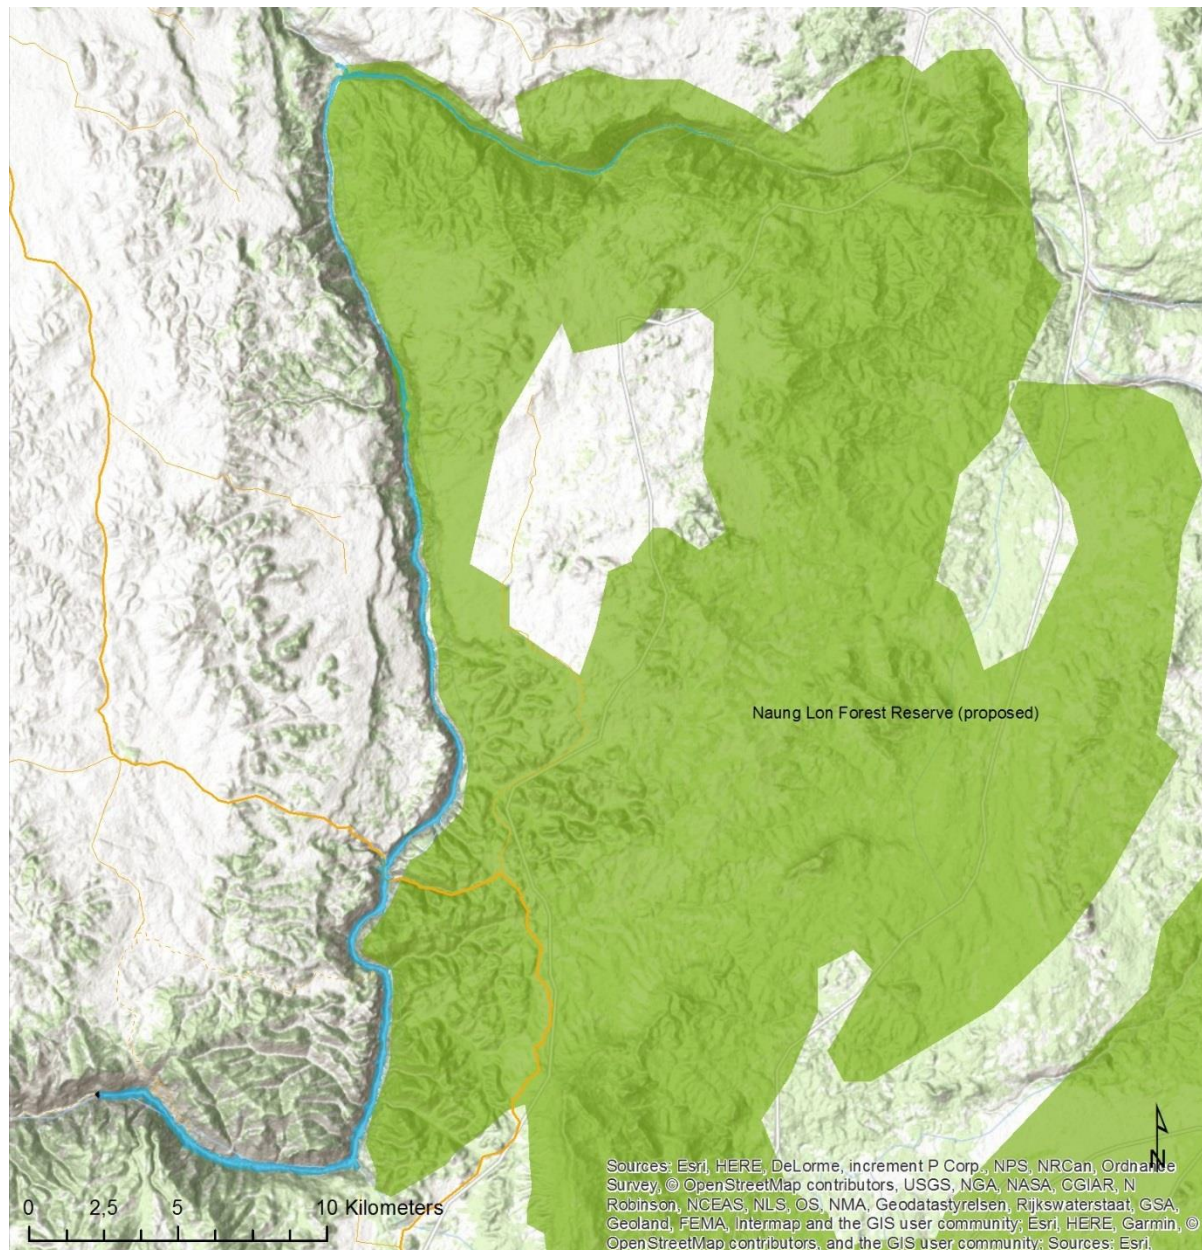 Naung Lon Forest Reserve (proposed)
N
Sources: Esri, HERE, DeLorme, increment P Corp., NPS, NRCan, Ordnance
Survey, © OpenStreetMap contributors, USGS, NGA, NASA, CGIAR, N
Robinson, NCEAS, NLS, OS, NMA, Geodatastyrelsen, Rijkswaterstaat, GSA,
Geoland, FEMA, Intermap and the GIS user community; Esri, HERE, Garmin, ©
OpenStreetMap contributors, and the GIS user community; Sources: Esri,
0 2,5 5 10 Kilometers